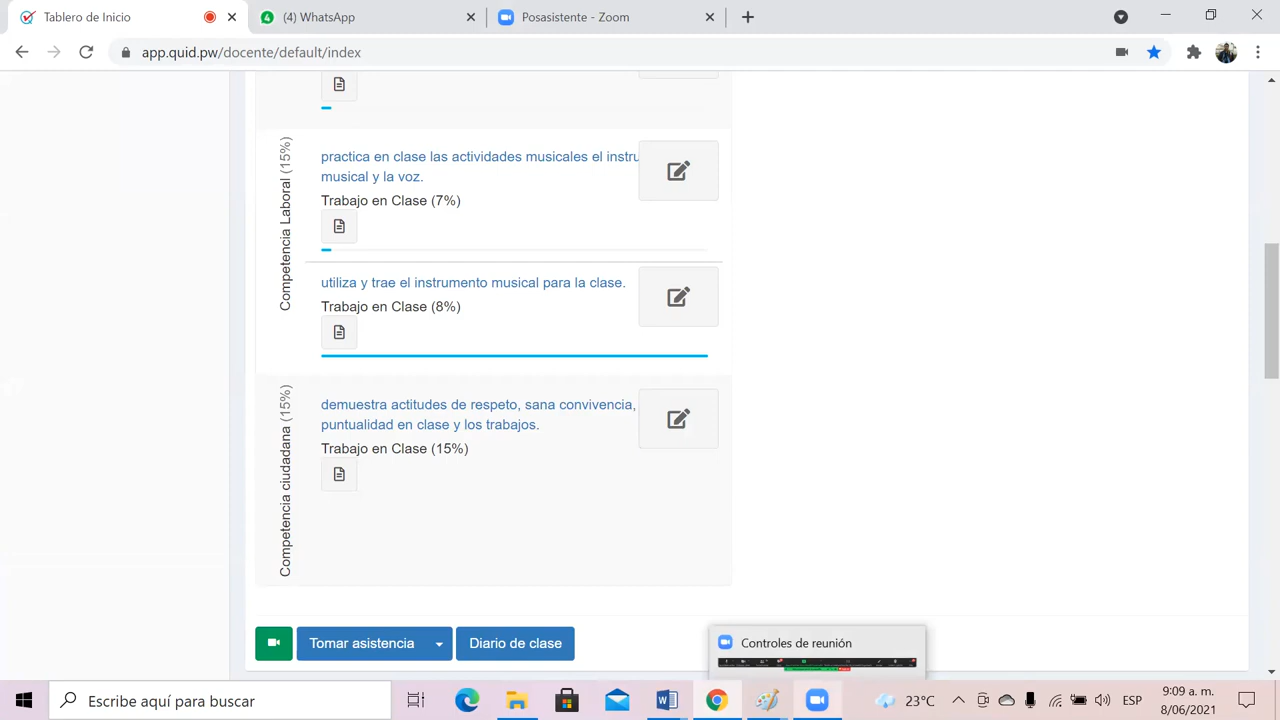 Tablero de Inicio
(4) WhatsApp
Posasistente - Zoom
app.quid.pw/docente/default/index
Competencia Laboral (15%)
practica en clase las actividades musicales el instru
musical y la voz.
Trabajo en Clase (7%)
utiliza y trae el instrumento musical para la clase.
Trabajo en Clase (8%)
Competencia ciudadana (15%)
demuestra actitudes de respeto, sana convivencia,
puntualidad en clase y los trabajos.
Trabajo en Clase (15%)
Tomar asistencia
Diario de clase
Controles de reunión
Escribe aquí para buscar
23°C
ESP
9:09 a. m.
8/06/2021